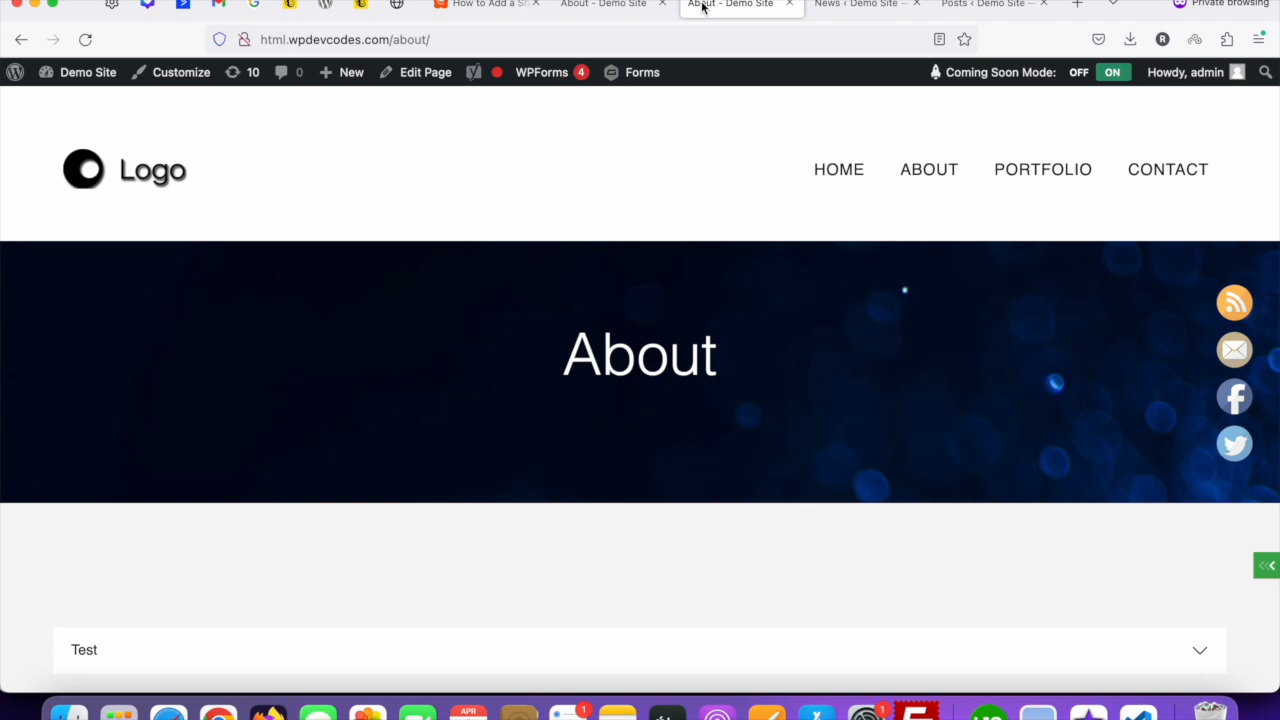 How to Add a Sh
About - Demo Site
About - Demo Site
News ‹ Demo Site —
Posts ‹ Demo Site —
Private browsing
html.wpdevcodes.com/about/
R
Demo Site
Customize
10
0
New
Edit Page
WPForms 4
Forms
Coming Soon Mode: OFF ON
Howdy, admin
Logo
HOME
ABOUT
PORTFOLIO
CONTACT
About
Test
APR
1
1